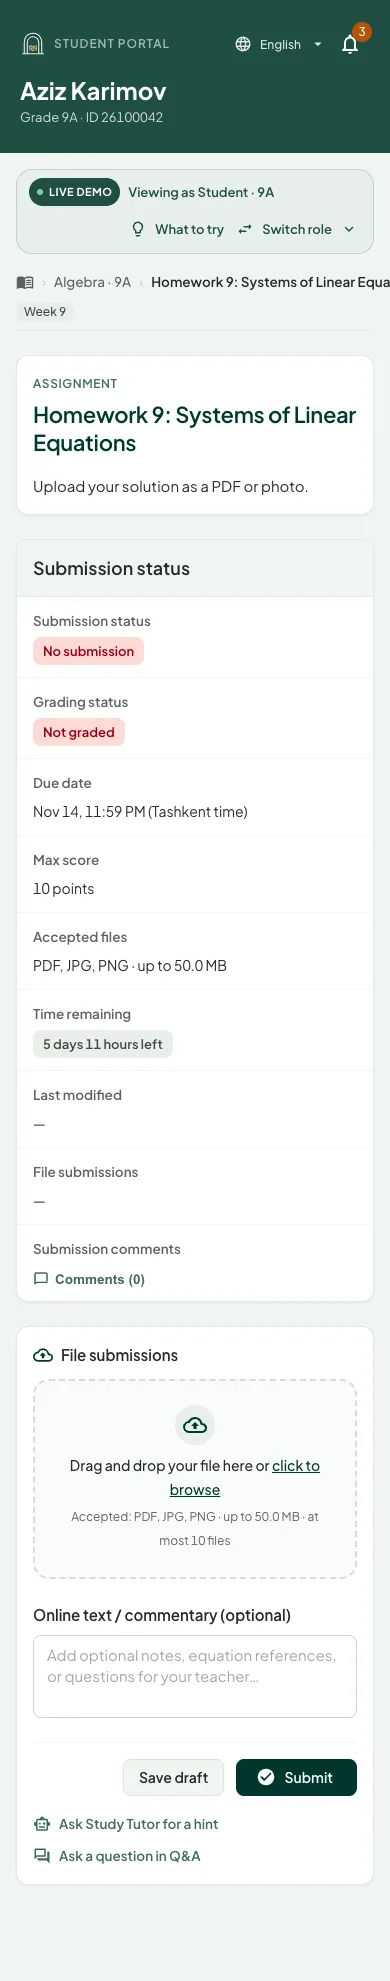 STUDENT PORTAL
English
3
Aziz Karimov
Grade 9A · ID 26100042
LIVE DEMO
Viewing as Student · 9A
What to try
Switch role
Algebra · 9A
Homework 9: Systems of Linear Equa
Week 9
ASSIGNMENT
Homework 9: Systems of Linear
Equations
Upload your solution as a PDF or photo.
Submission status
Submission status
No submission
Grading status
Not graded
Due date
Nov 14, 11:59 PM (Tashkent time)
Max score
10 points
Accepted files
PDF, JPG, PNG · up to 50.0 MB
Time remaining
5 days 11 hours left
Last modified
—
File submissions
—
Submission comments
Comments (0)
File submissions
Drag and drop your file here or click to
browse
Accepted: PDF, JPG, PNG · up to 50.0 MB · at
most 10 files
Online text / commentary (optional)
Add optional notes, equation references,
or questions for your teacher…
Save draft
Submit
Ask Study Tutor for a hint
Ask a question in Q&A